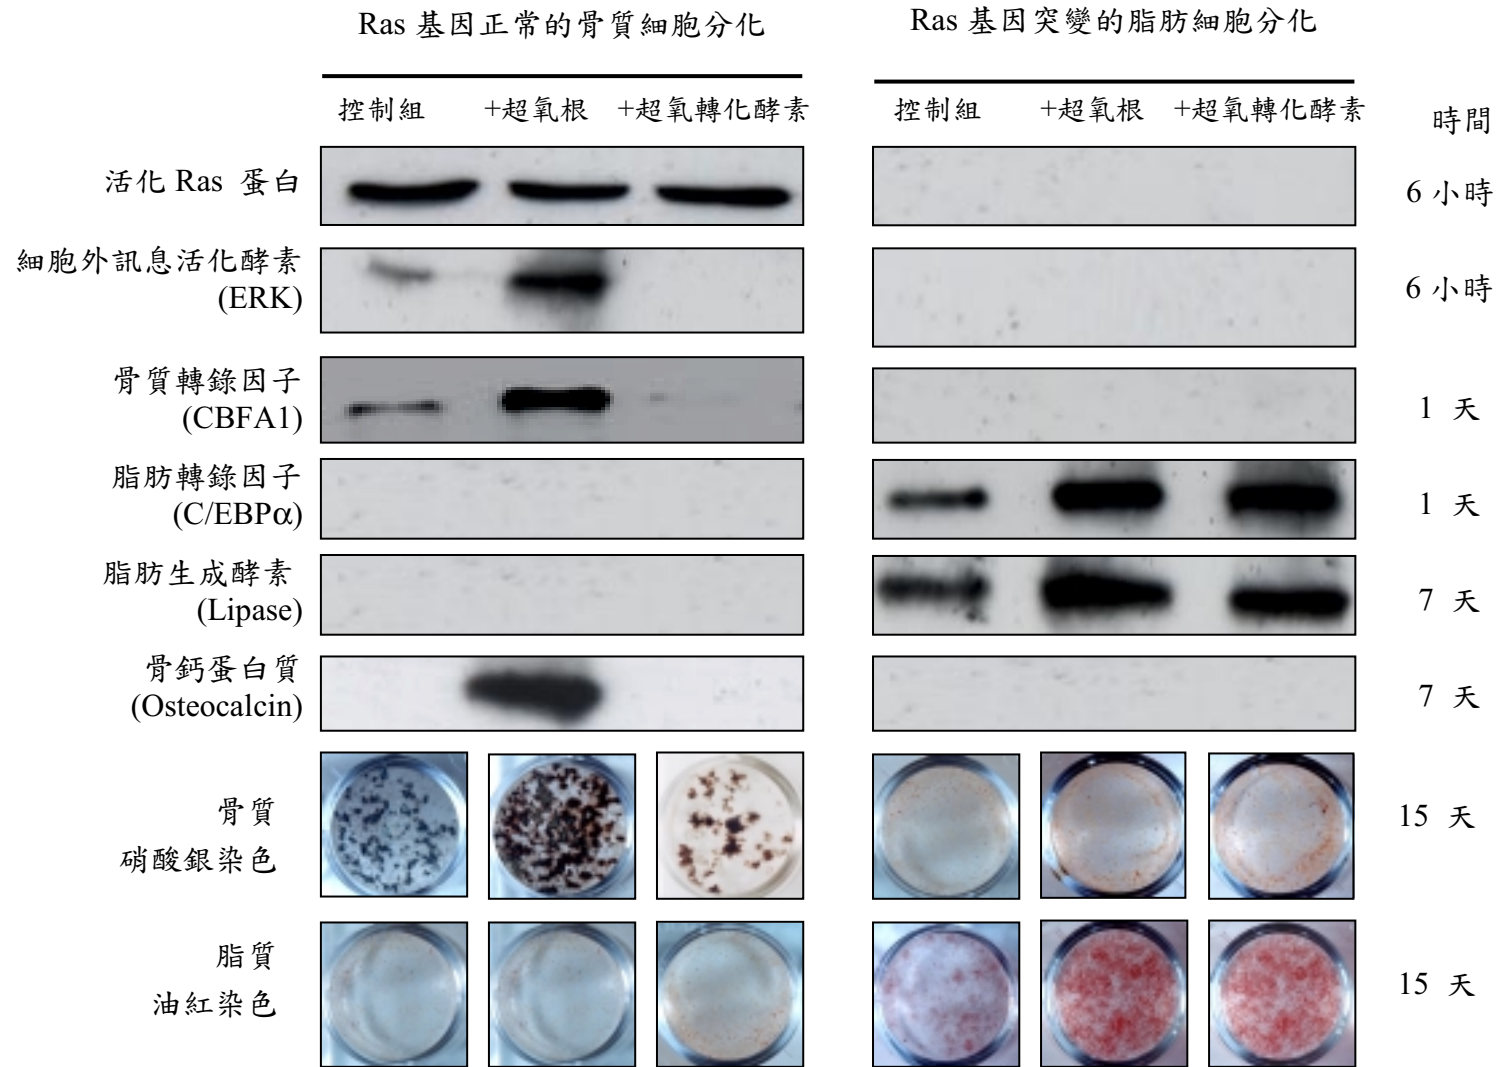 Ras 基因正常的骨質細胞分化
Ras 基因突變的脂肪細胞分化
控制組 +超氧根 +超氧轉化酵素
控制組 +超氧根 +超氧轉化酵素
時間
活化 Ras 蛋白
6 小時
細胞外訊息活化酵素
(ERK)
6 小時
骨質轉錄因子
(CBFA1)
1 天
脂肪轉錄因子
(C/EBPα)
1 天
脂肪生成酵素
(Lipase)
7 天
骨鈣蛋白質
(Osteocalcin)
7 天
骨質
硝酸銀染色
15 天
脂質
油紅染色
15 天